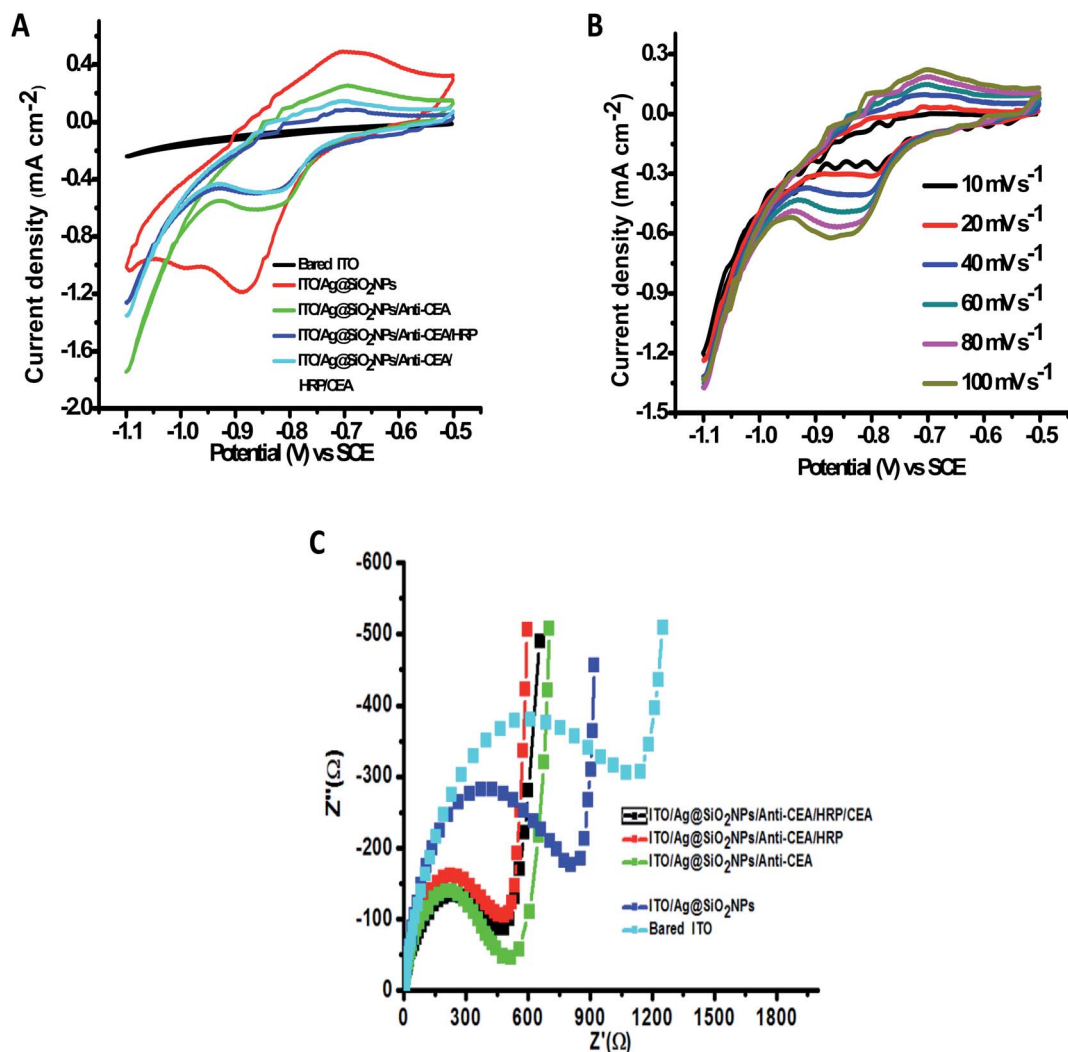 A
Current density (mA cm-2)
0.4
0.0
-0.4
-0.8
-1.2
-1.6
-2.0
Bared ITO
ITO/Ag@SiO2NPs
ITO/Ag@SiO2NPs/Anti-CEA
ITO/Ag@SiO2NPs/Anti-CEA/HRP
ITO/Ag@SiO2NPs/Anti-CEA/
HRP/CEA
-1.1 -1.0 -0.9 -0.8 -0.7 -0.6 -0.5
Potential (V) vs SCE
B
Current density (mA cm-2)
0.3
0.0
-0.3
-0.6
-0.9
-1.2
-1.5
10 mV s-1
20 mV s-1
40 mV s-1
60 mV s-1
80 mV s-1
100 mV s-1
-1.1 -1.0 -0.9 -0.8 -0.7 -0.6 -0.5
Potential (V) vs SCE
C
Z''(Ω)
-600
-500
-400
-300
-200
-100
0
ITO/Ag@SiO2NPs/Anti-CEA/HRP/CEA
ITO/Ag@SiO2NPs/Anti-CEA/HRP
ITO/Ag@SiO2NPs/Anti-CEA
ITO/Ag@SiO2NPs
Bared ITO
0 300 600 900 1200 1500 1800
Z'(Ω)